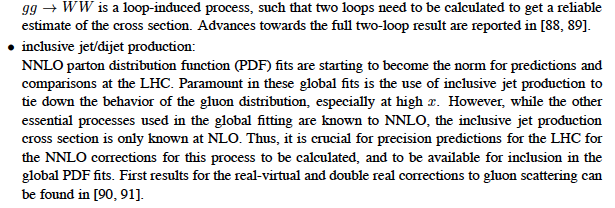 gg → WW is a loop-induced process, such that two loops need to be calculated to get a reliable
estimate of the cross section. Advances towards the full two-loop result are reported in [88, 89].
• inclusive jet/dijet production:
NNLO parton distribution function (PDF) fits are starting to become the norm for predictions and
comparisons at the LHC. Paramount in these global fits is the use of inclusive jet production to
tie down the behavior of the gluon distribution, especially at high x. However, while the other
essential processes used in the global fitting are known to NNLO, the inclusive jet production
cross section is only known at NLO. Thus, it is crucial for precision predictions for the LHC for
the NNLO corrections for this process to be calculated, and to be available for inclusion in the
global PDF fits. First results for the real-virtual and double real corrections to gluon scattering can
be found in [90, 91].